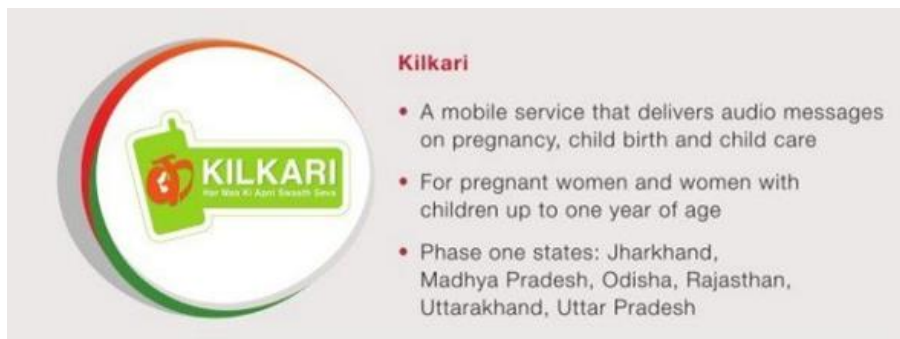 क
KILKARI
Har Maa Ki Apni Swasth Seva
Kilkari
• A mobile service that delivers audio messages
on pregnancy, child birth and child care
• For pregnant women and women with
children up to one year of age
• Phase one states: Jharkhand,
Madhya Pradesh, Odisha, Rajasthan,
Uttarakhand, Uttar Pradesh